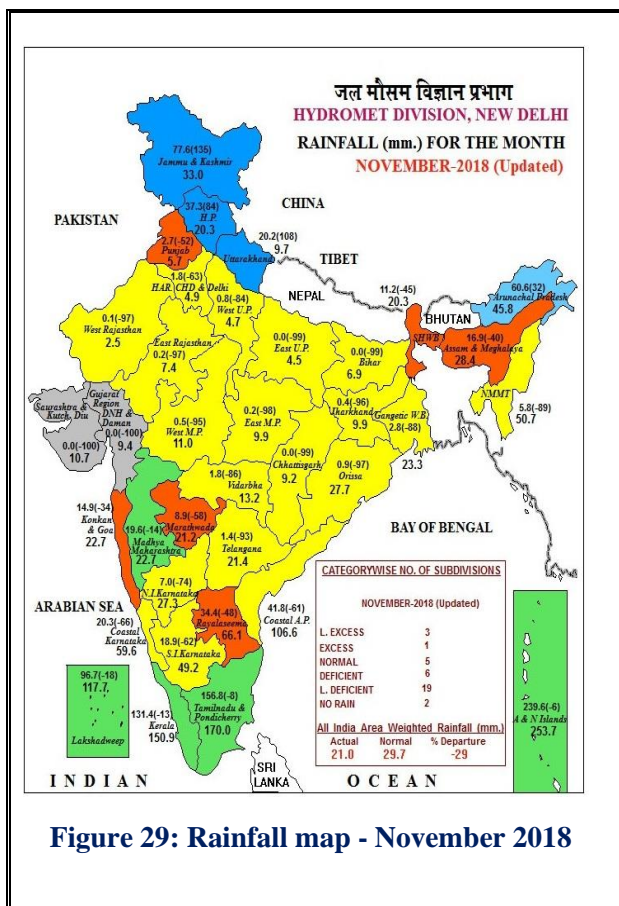 जल मौसम विज्ञान प्रभाग
HYDROMET DIVISION, NEW DELHI
RAINFALL (mm.) FOR THE MONTH
NOVEMBER-2018 (Updated)
77.6(135)
Jammu & Kashmir
33.0
CHINA
37.3(84)
H.P.
20.3
PAKISTAN
2.7(-52)
Punjab
5.7
20.2(108)
9.7
Uttarakhand
TIBET
1.8(-63)
HAR, CHD & Delhi
4.9
0.8(-84)
West U.P.
4.7
NEPAL
11.2(-45)
20.3
60.6(32)
Arunachal Pradesh
45.8
BHUTAN
0.1(-97)
West Rajasthan
2.5
East Rajasthan
0.2(-97)
7.4
0.0(-99)
East U.P.
4.5
0.0(-99)
Bihar
6.9
SHWB
16.9(-40)
Assam & Meghalaya
28.4
NMMT
5.8(-89)
50.7
Saurashtra &
Kutch, Diu
0.0(-100)
10.7
Gujarat
Region
DNH &
Daman
0.0(-100)
9.4
0.5(-95)
West M.P.
11.0
0.2(-98)
East M.P.
9.9
0.4(-96)
Jharkhand
9.9
Gangetic W.B.
2.8(-88)
23.3
0.0(-99)
Chhattisgarh
9.2
0.9(-97)
Orissa
27.7
1.8(-86)
Vidarbha
13.2
14.9(-34)
Konkan
& Goa
22.7
19.6(-14)
Madhya
Maharashtra
22.7
8.9(-58)
Marathwada
21.2
1.4(-93)
Telangana
21.4
BAY OF BENGAL
7.0(-74)
N.I.Karnataka
27.3
ARABIAN SEA
20.3(-66)
Coastal
Karnataka
59.6
34.4(-48)
Rayalaseema
66.1
41.8(-61)
Coastal A.P.
106.6
18.9(-62)
S.I.Karnataka
49.2
96.7(-18)
117.7
Lakshadweep
131.4(-13)
Kerala
150.9
156.8(-8)
Tamilnadu &
Pondicherry
170.0
CATEGORYWISE NO. OF SUBDIVISIONS
NOVEMBER-2018 (Updated)
L. EXCESS 3
EXCESS 1
NORMAL 5
DEFICIENT 6
L. DEFICIENT 19
NO RAIN 2
All India Area Weighted Rainfall (mm.)
Actual Normal % Departure
21.0 29.7 -29
239.6(-6)
A & N Islands
253.7
SRI
LANKA
INDIAN OCEAN
Figure 29: Rainfall map - November 2018